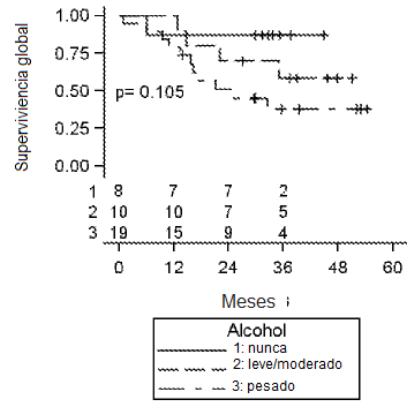 Superviviencia global
1.00
0.75
0.50
0.25
0.00
p= 0.105
1 8 7 7 2
2 10 10 7 5
3 19 15 9 4
0 12 24 36 48 60
Meses
Alcohol
1: nunca
2: leve/moderado
3: pesado